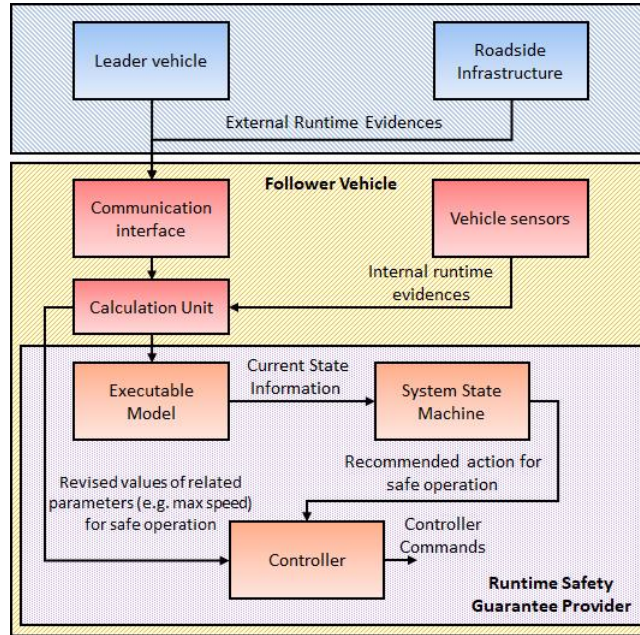 Leader vehicle
Roadside
Infrastructure
External Runtime Evidences
Follower Vehicle
Communication
interface
Vehicle sensors
Internal runtime
evidences
Calculation Unit
Executable
Model
Current State
Information
System State
Machine
Recommended action for
safe operation
Revised values of related
parameters (e.g. max speed)
for safe operation
Controller
Controller
Commands
Runtime Safety
Guarantee Provider